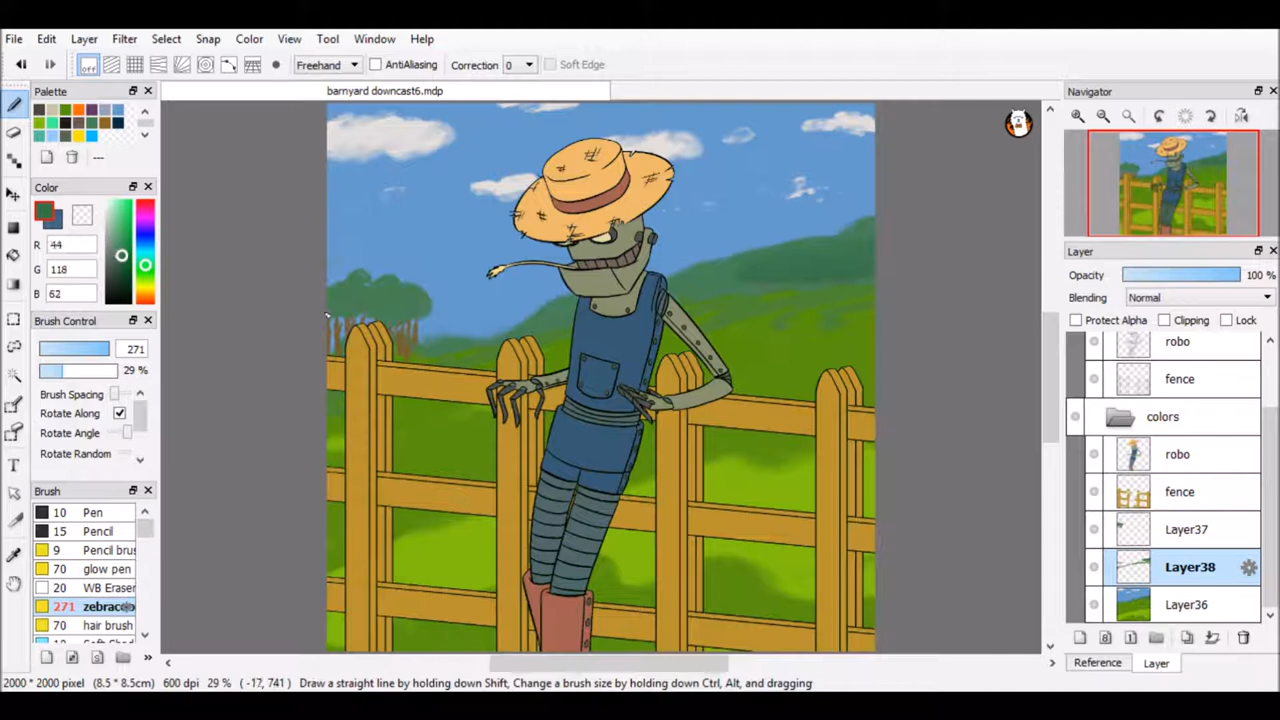 File Edit Layer Filter Select Snap Color View Tool Window Help
off Freehand AntiAliasing Correction 0 Soft Edge
Palette
barnyard downcast6.mdp
Navigator
---
Color
R 44
G 118
B 62
Brush Control
271
29 %
Brush Spacing
Rotate Along
Rotate Angle
Rotate Random
Brush
10 Pen
15 Pencil
9 Pencil brus
70 glow pen
20 WB Eraser
271 zebraco
70 hair brush
Layer
Opacity 100 %
Blending Normal
Protect Alpha Clipping Lock
robo
fence
colors
robo
fence
Layer37
Layer38
Layer36
Reference Layer
2000 * 2000 pixel (8.5 * 8.5cm) 600 dpi 29 % ( -17, 741 ) Draw a straight line by holding down Shift, Change a brush size by holding down Ctrl, Alt, and dragging